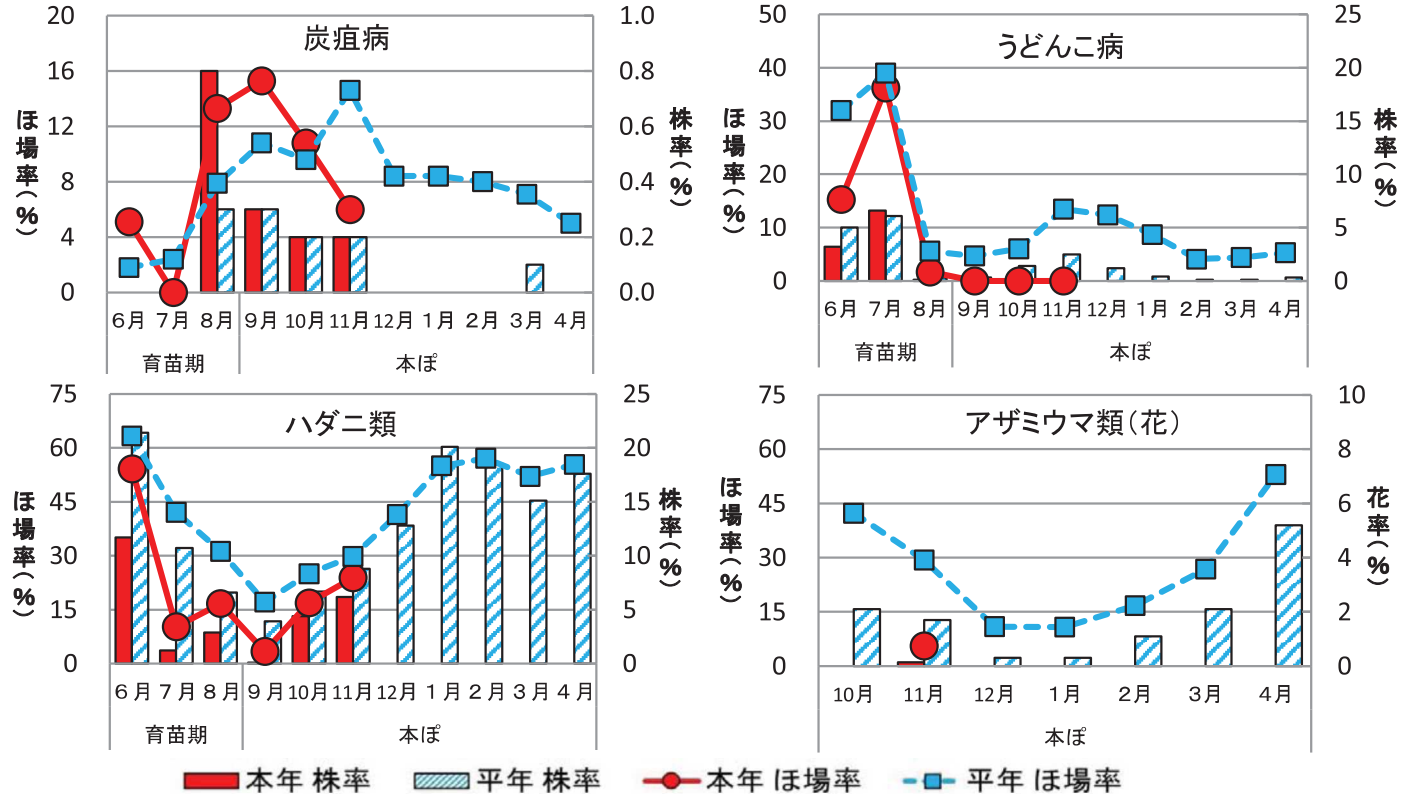 炭疽病
ほ場率(%)
20
16
12
8
4
0
1.0
0.8
0.6
0.4
0.2
0.0
株率(%)
6月 7月 8月 9月 10月 11月 12月 1月 2月 3月 4月
育苗期 本ぽ
うどんこ病
ほ場率(%)
50
40
30
20
10
0
25
20
15
10
5
0
株率(%)
6月 7月 8月 9月 10月 11月 12月 1月 2月 3月 4月
育苗期 本ぽ
ハダニ類
ほ場率(%)
75
60
45
30
15
0
25
20
15
10
5
0
株率(%)
6月 7月 8月 9月 10月 11月 12月 1月 2月 3月 4月
育苗期 本ぽ
アザミウマ類(花)
ほ場率(%)
75
60
45
30
15
0
10
8
6
4
2
0
花率(%)
10月 11月 12月 1月 2月 3月 4月
本ぽ
本年 株率 平年 株率 本年 ほ場率 平年 ほ場率